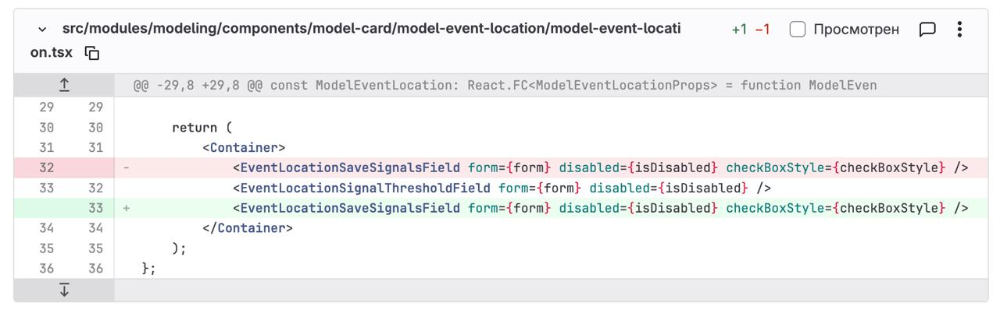 src/modules/modeling/components/model-card/model-event-location/model-event-locati +1 −1 Просмотрен
on.tsx
@@ -29,8 +29,8 @@ const ModelEventLocation: React.FC<ModelEventLocationProps> = function ModelEven
29 29
30 30 return (
31 31 <Container>
32 - <EventLocationSaveSignalsField form={form} disabled={isDisabled} checkBoxStyle={checkBoxStyle} />
33 32 <EventLocationSignalThresholdField form={form} disabled={isDisabled} />
33 + <EventLocationSaveSignalsField form={form} disabled={isDisabled} checkBoxStyle={checkBoxStyle} />
34 34 </Container>
35 35 );
36 36 };